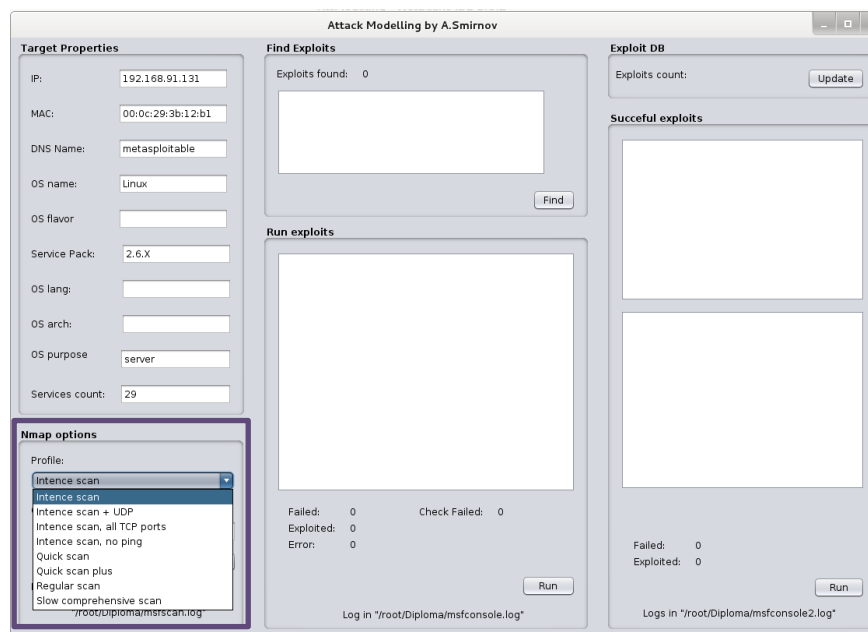 Attack Modelling by A.Smirnov
Target Properties
IP: 192.168.91.131
MAC: 00:0c:29:3b:12:b1
DNS Name: metasploitable
OS name: Linux
OS flavor
Service Pack: 2.6.X
OS lang:
OS arch:
OS purpose server
Services count: 29
Nmap options
Profile:
Intence scan
Intence scan
Intence scan + UDP
Intence scan, all TCP ports
Intence scan, no ping
Quick scan
Quick scan plus
Regular scan
Slow comprehensive scan
"/root/Diploma/msfscan.log"
Find Exploits
Exploits found: 0
Find
Run exploits
Failed: 0 Check Failed: 0
Exploited: 0
Error: 0
Run
Log in "/root/Diploma/msfconsole.log"
Exploit DB
Exploits count: Update
Succeful exploits
Failed: 0
Exploited: 0
Run
Logs in "/root/Diploma/msfconsole2.log"